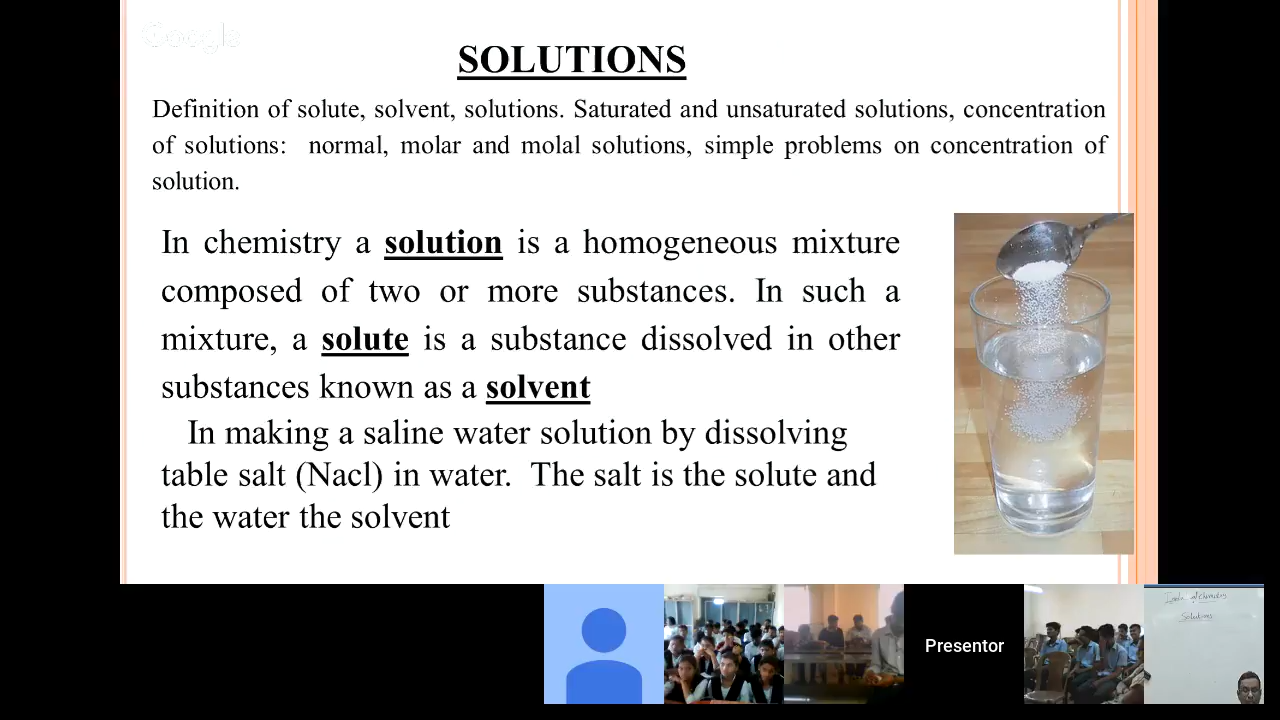 Google
SOLUTIONS
Definition of solute, solvent, solutions. Saturated and unsaturated solutions, concentration
of solutions: normal, molar and molal solutions, simple problems on concentration of
solution.
In chemistry a solution is a homogeneous mixture
composed of two or more substances. In such a
mixture, a solute is a substance dissolved in other
substances known as a solvent
In making a saline water solution by dissolving
table salt (Nacl) in water. The salt is the solute and
the water the solvent
Presentor
Solutions